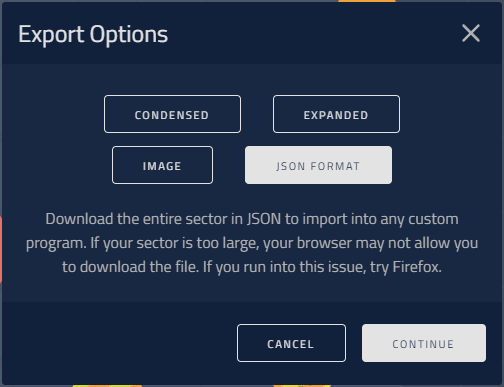 Export Options
CONDENSED
EXPANDED
IMAGE
JSON FORMAT
Download the entire sector in JSON to import into any custom
program. If your sector is too large, your browser may not allow you
to download the file. If you run into this issue, try Firefox.
CANCEL
CONTINUE